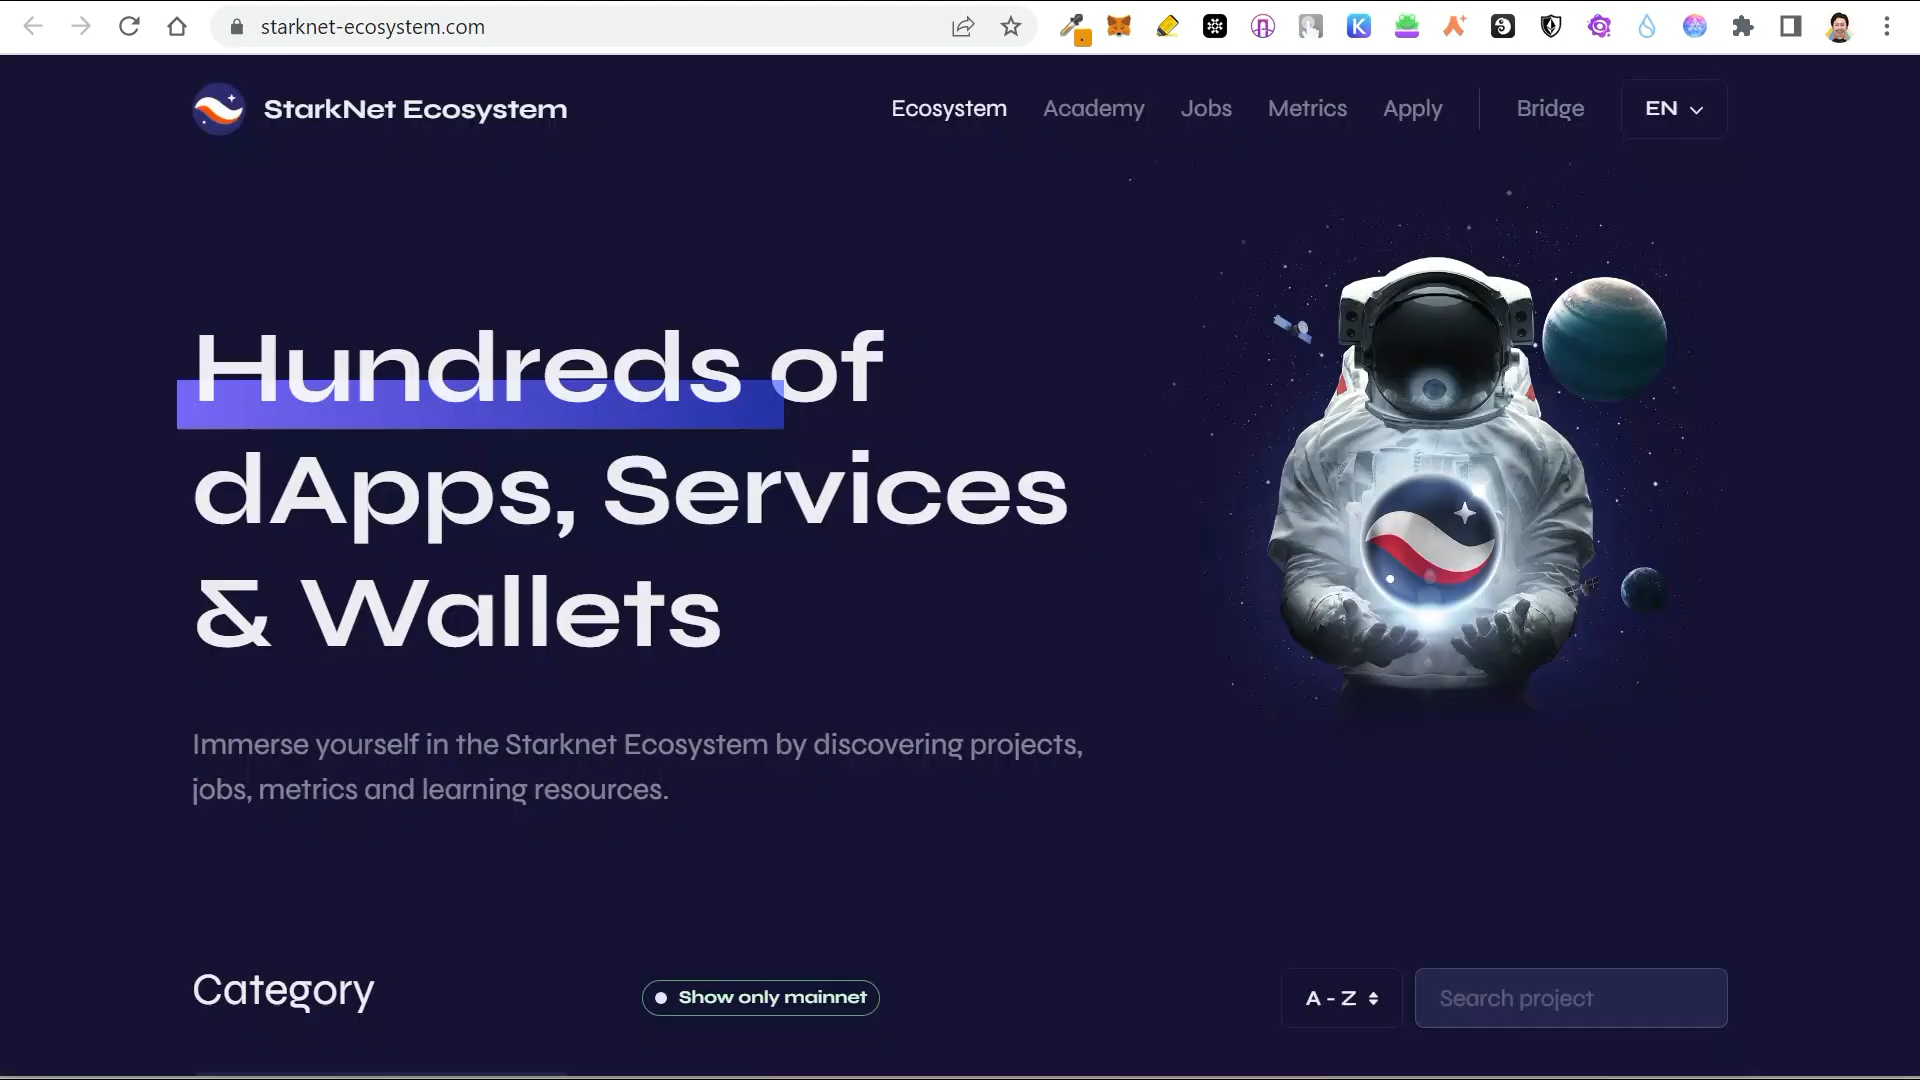 starknet-ecosystem.com
StarkNet Ecosystem
Ecosystem
Academy
Jobs
Metrics
Apply
Bridge
EN
Hundreds of
dApps, Services
& Wallets
Immerse yourself in the Starknet Ecosystem by discovering projects,
jobs, metrics and learning resources.
Category
Show only mainnet
A - Z
Search project